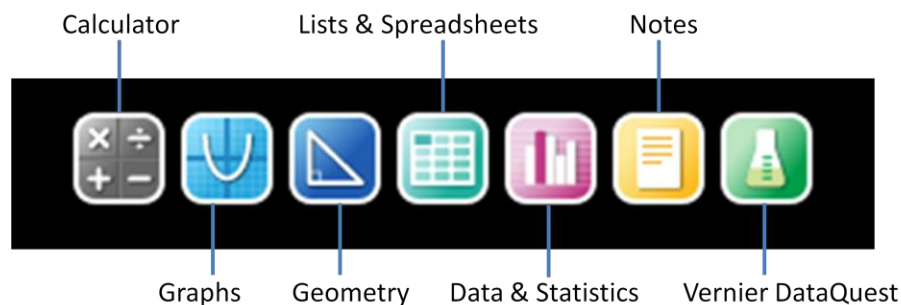 Calculator
Lists & Spreadsheets
Notes
Graphs
Geometry
Data & Statistics
Vernier DataQuest